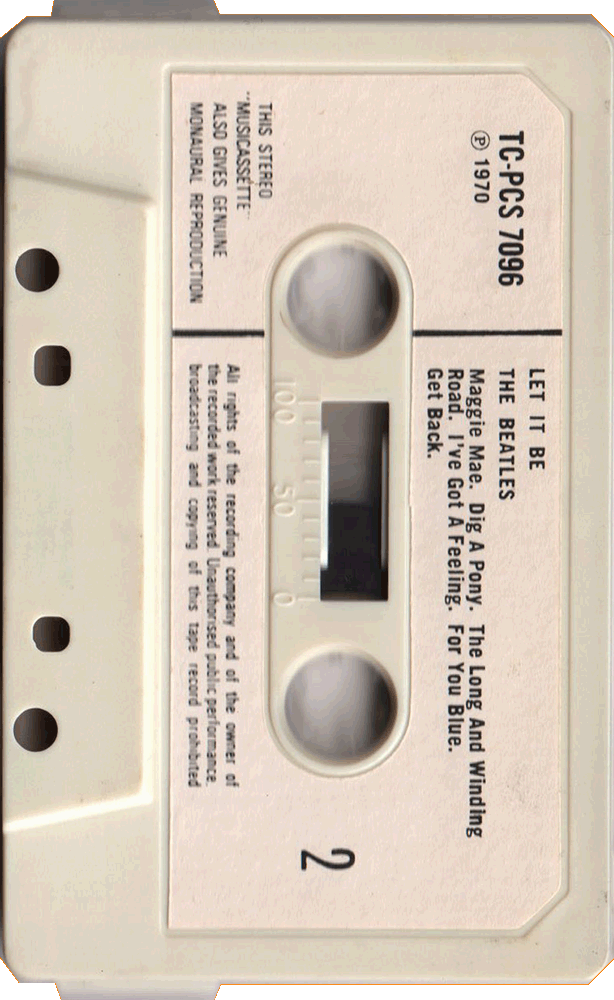 TC-PCS 7096
Ⓟ 1970
LET IT BE
THE BEATLES
Maggie Mae. Dig A Pony. The Long And Winding
Road. I've Got A Feeling. For You Blue.
Get Back.
100 50 0
2
THIS STEREO
"MUSICASSETTE"
ALSO GIVES GENUINE
MONAURAL REPRODUCTION
All rights of the recording company and of the owner of
the recorded work reserved. Unauthorised public performance.
broadcasting and copying of this tape record prohibited